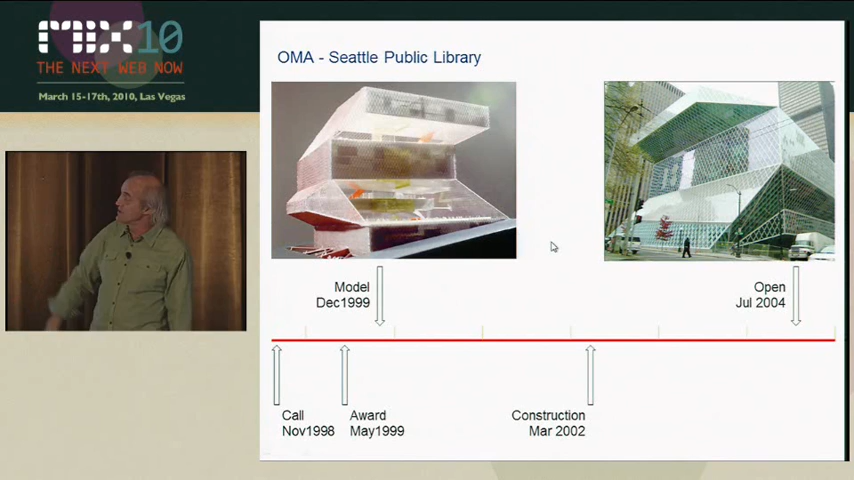 MIX10
THE NEXT WEB NOW
March 15-17th, 2010, Las Vegas
OMA - Seattle Public Library
Model
Dec1999
Open
Jul 2004
Call
Nov1998
Award
May1999
Construction
Mar 2002